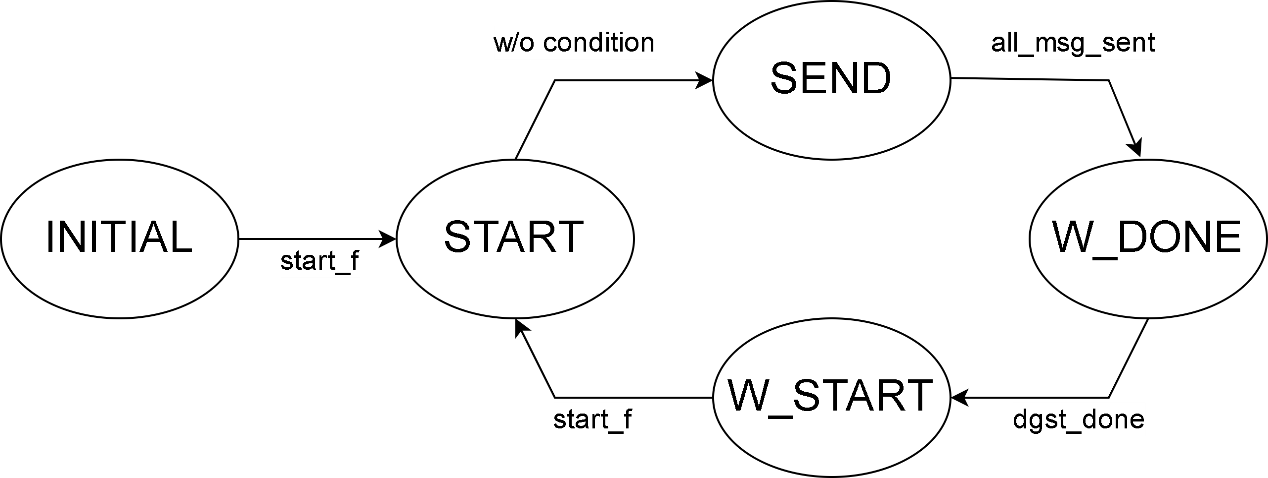 w/o condition
SEND
all_msg_sent
INITIAL
start_f
START
W_DONE
W_START
start_f
dgst_done